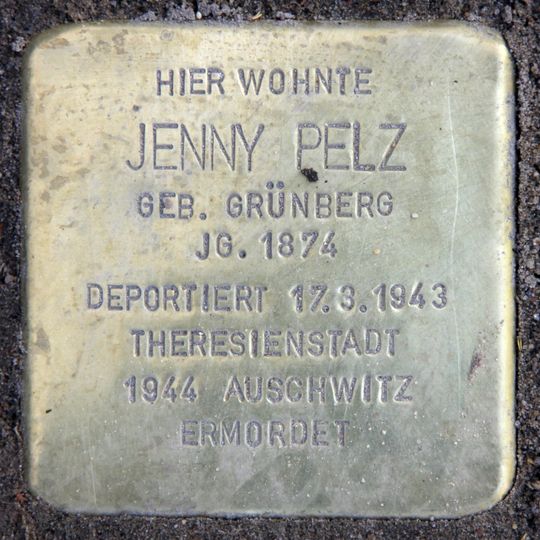 HIER WOHNTE
JENNY PELZ
GEB. GRÜNBERG
JG. 1874
DEPORTIERT 17.3.1943
THERESIENSTADT
1944 AUSCHWITZ
ERMORDET